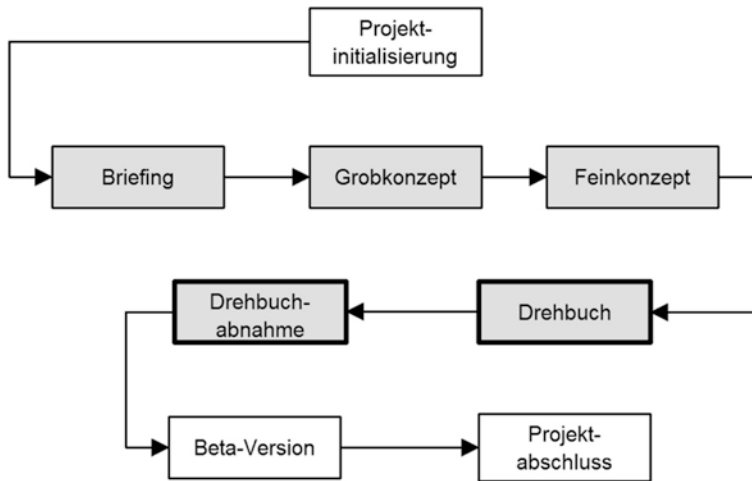 Projekt-
initialisierung
Briefing
Grobkonzept
Feinkonzept
Drehbuch
Drehbuch-
abnahme
Beta-Version
Projekt-
abschluss